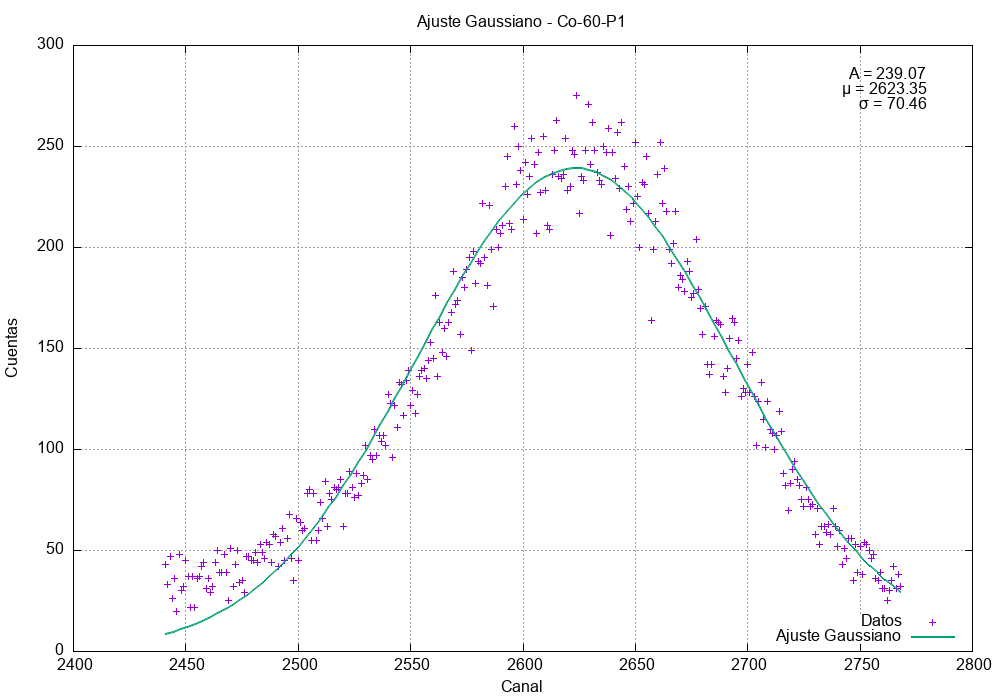 Ajuste Gaussiano - Co-60-P1
300
250
200
150
100
50
0
Cuentas
A = 239.07
μ = 2623.35
σ = 70.46
Datos
Ajuste Gaussiano
2400 2450 2500 2550 2600 2650 2700 2750 2800
Canal